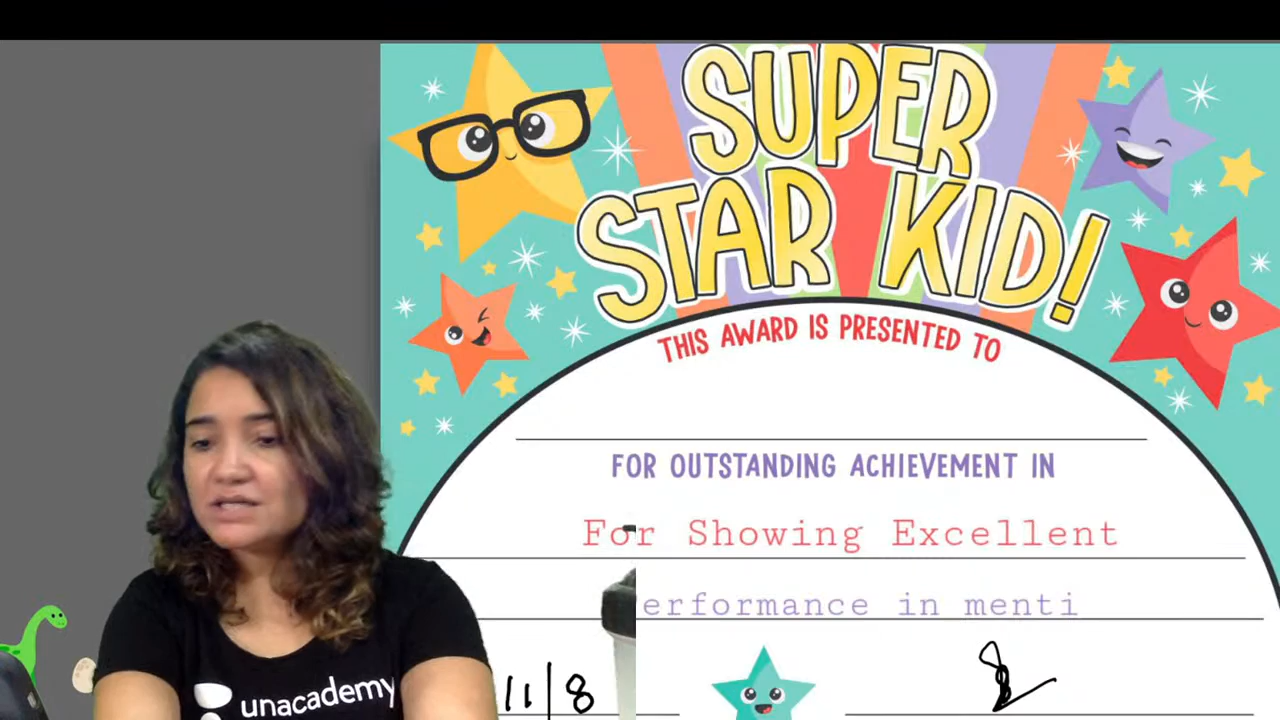 SUPER
STAR KID!
THIS AWARD IS PRESENTED TO
FOR OUTSTANDING ACHIEVEMENT IN
For Showing Excellent
erformance in menti
unacademy
11/8